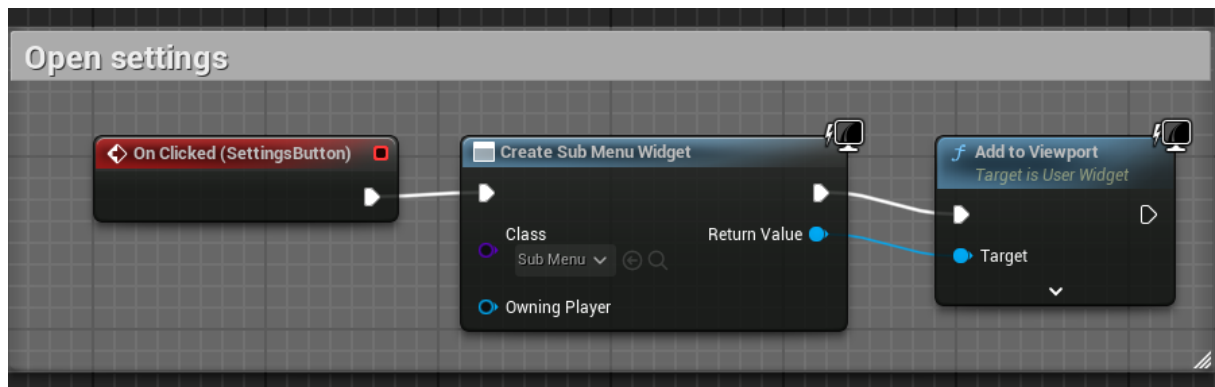 Open settings
On Clicked (SettingsButton)
Create Sub Menu Widget
Class
Sub Menu
Return Value
Owning Player
f Add to Viewport
Target is User Widget
Target